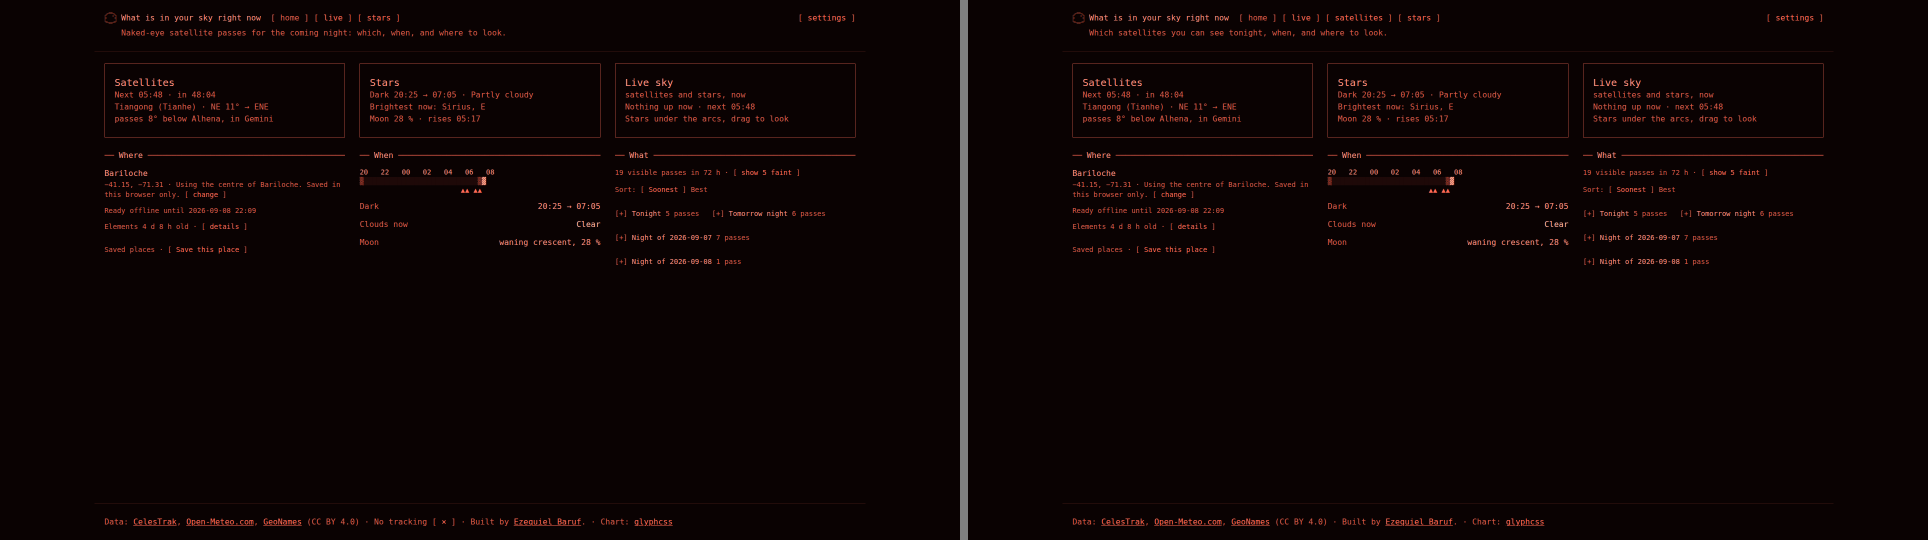 What is in your sky right now [ home ] [ live ] [ stars ] [ settings ]
Naked-eye satellite passes for the coming night: which, when, and where to look.
Satellites
Next 05:48 · in 48:04
Tiangong (Tianhe) · NE 11° → ENE
passes 8° below Alhena, in Gemini
Stars
Dark 20:25 → 07:05 · Partly cloudy
Brightest now: Sirius, E
Moon 28 % · rises 05:17
Live sky
satellites and stars, now
Nothing up now · next 05:48
Stars under the arcs, drag to look
Where
Bariloche
−41.15, −71.31 · Using the centre of Bariloche. Saved in
this browser only. [ change ]
Ready offline until 2026-09-08 22:09
Elements 4 d 8 h old · [ details ]
Saved places · [ Save this place ]
When
20 22 00 02 04 06 08
▲▲ ▲▲
Dark 20:25 → 07:05
Clouds now Clear
Moon waning crescent, 28 %
What
19 visible passes in 72 h · [ show 5 faint ]
Sort: [ Soonest ] Best
[+] Tonight 5 passes [+] Tomorrow night 6 passes
[+] Night of 2026-09-07 7 passes
[+] Night of 2026-09-08 1 pass
Data: CelesTrak, Open-Meteo.com, GeoNames (CC BY 4.0) · No tracking [ × ] · Built by Ezequiel Baruf. · Chart: glyphcss
What is in your sky right now [ home ] [ live ] [ satellites ] [ stars ] [ settings ]
Which satellites you can see tonight, when, and where to look.
Satellites
Next 05:48 · in 48:04
Tiangong (Tianhe) · NE 11° → ENE
passes 8° below Alhena, in Gemini
Stars
Dark 20:25 → 07:05 · Partly cloudy
Brightest now: Sirius, E
Moon 28 % · rises 05:17
Live sky
satellites and stars, now
Nothing up now · next 05:48
Stars under the arcs, drag to look
Where
Bariloche
−41.15, −71.31 · Using the centre of Bariloche. Saved in
this browser only. [ change ]
Ready offline until 2026-09-08 22:09
Elements 4 d 8 h old · [ details ]
Saved places · [ Save this place ]
When
20 22 00 02 04 06 08
▲▲ ▲▲
Dark 20:25 → 07:05
Clouds now Clear
Moon waning crescent, 28 %
What
19 visible passes in 72 h · [ show 5 faint ]
Sort: [ Soonest ] Best
[+] Tonight 5 passes [+] Tomorrow night 6 passes
[+] Night of 2026-09-07 7 passes
[+] Night of 2026-09-08 1 pass
Data: CelesTrak, Open-Meteo.com, GeoNames (CC BY 4.0) · Built by Ezequiel Baruf. · Chart: glyphcss